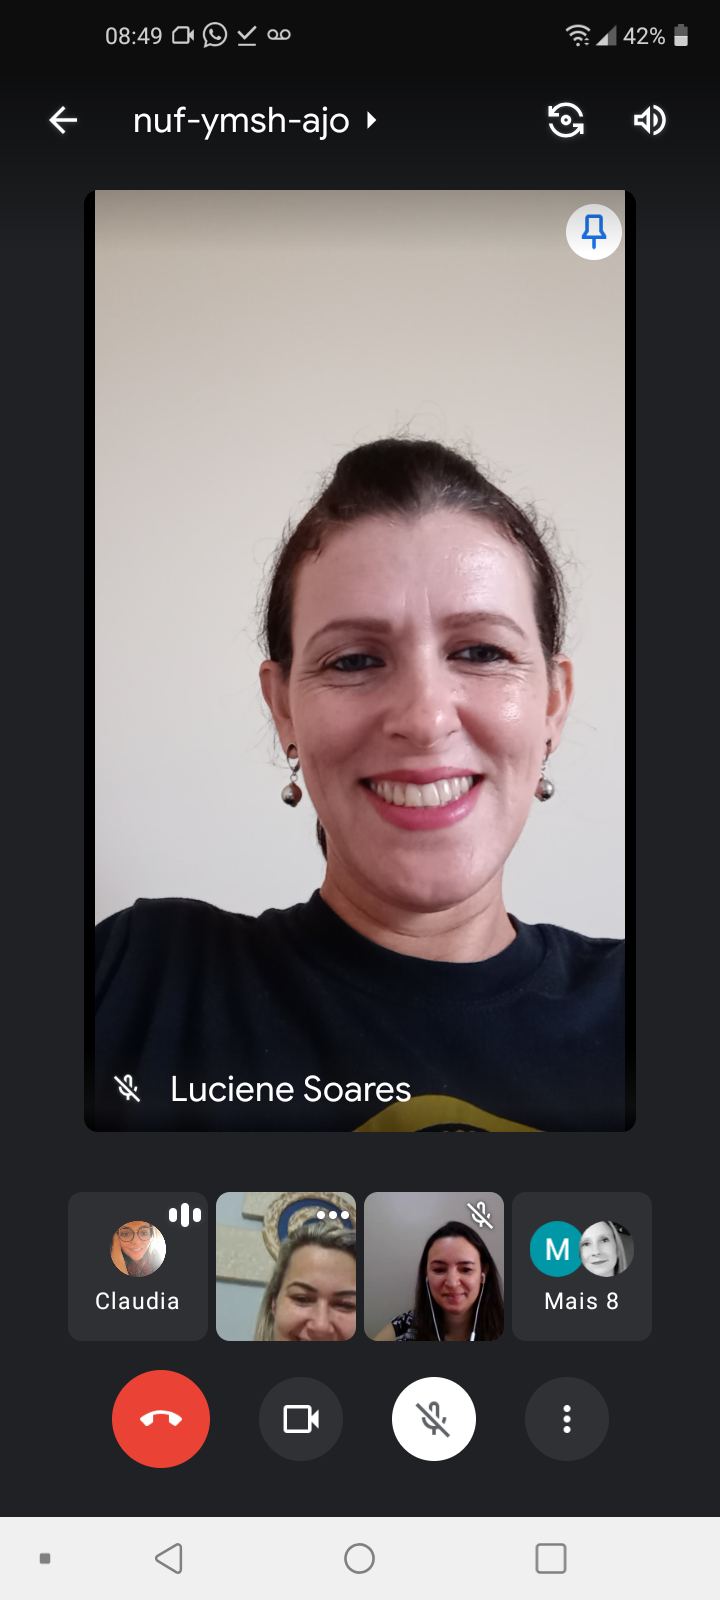 08:49
42%
nuf-ymsh-ajo
Luciene Soares
Claudia
M
Mais 8